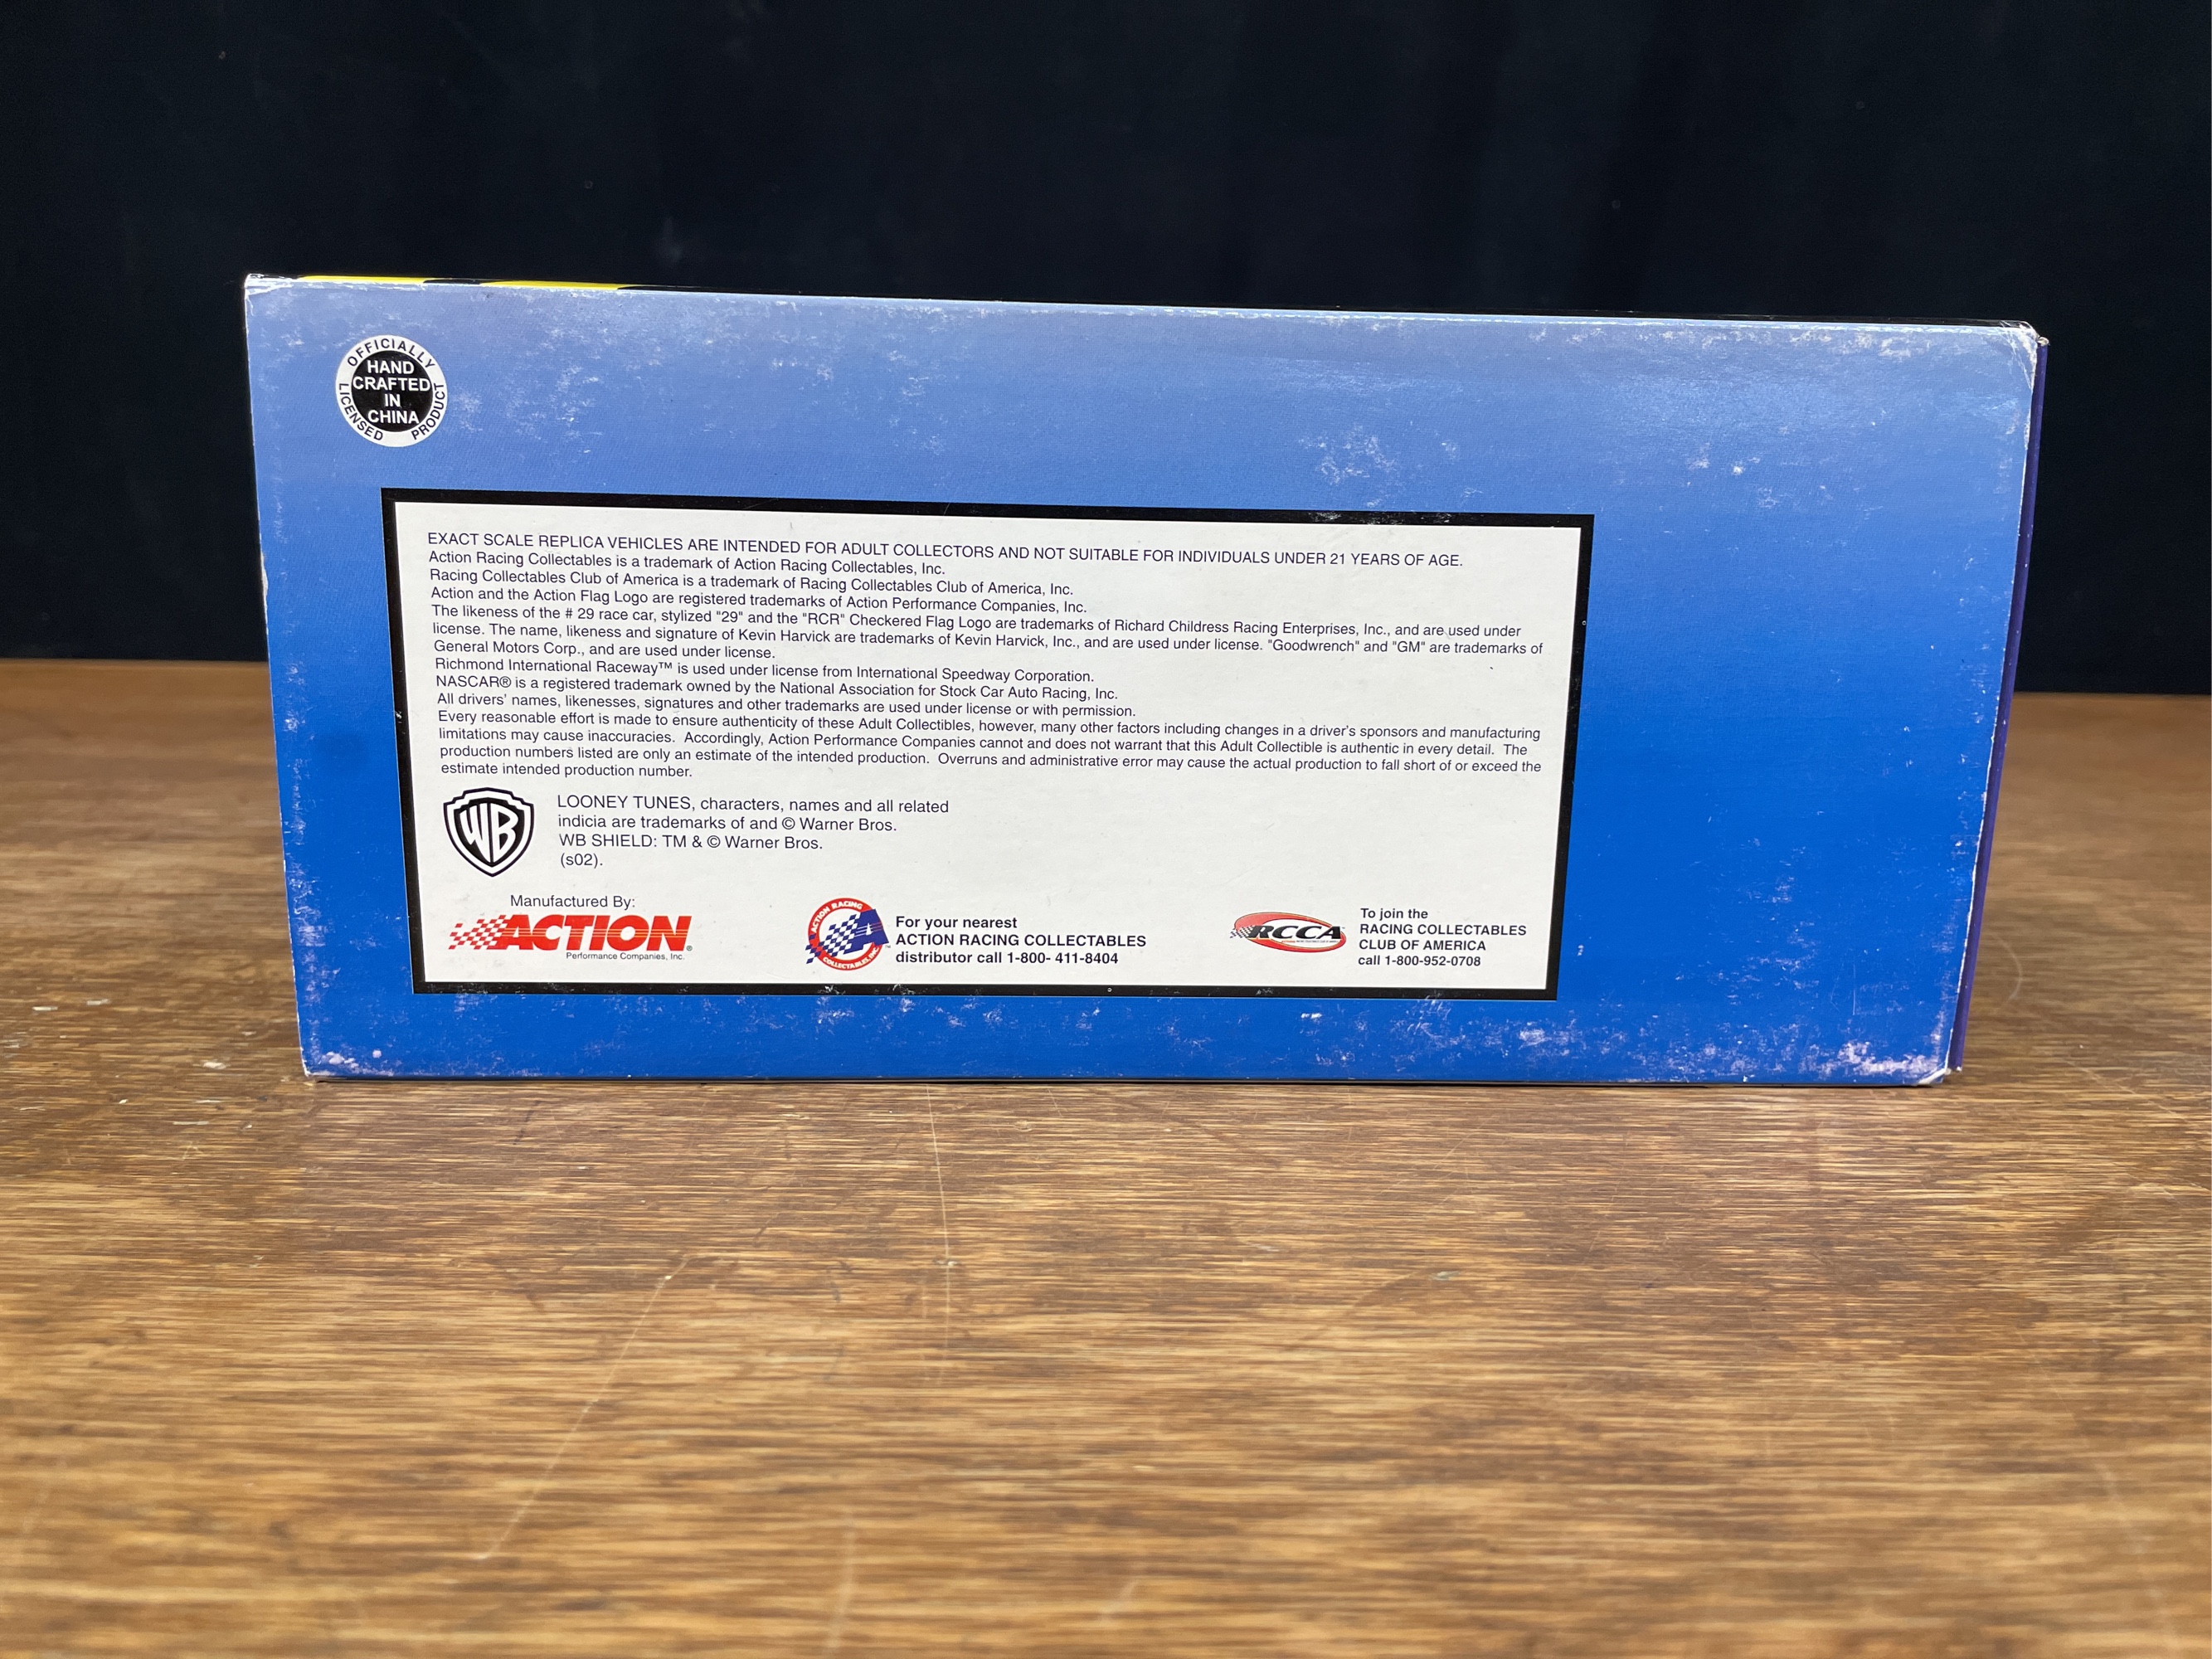 OFFICIALLY
LICENSED PRODUCT
HAND
CRAFTED
IN
CHINA
EXACT SCALE REPLICA VEHICLES ARE INTENDED FOR ADULT COLLECTORS AND NOT SUITABLE FOR INDIVIDUALS UNDER 21 YEARS OF AGE.
Action Racing Collectables is a trademark of Action Racing Collectables, Inc.
Racing Collectables Club of America is a trademark of Racing Collectables Club of America, Inc.
Action and the Action Flag Logo are registered trademarks of Action Performance Companies, Inc.
The likeness of the # 29 race car, stylized "29" and the "RCR" Checkered Flag Logo are trademarks of Richard Childress Racing Enterprises, Inc., and are used under
license. The name, likeness and signature of Kevin Harvick are trademarks of Kevin Harvick, Inc., and are used under license. "Goodwrench" and "GM" are trademarks of
General Motors Corp., and are used under license.
Richmond International Raceway™ is used under license from International Speedway Corporation.
NASCAR® is a registered trademark owned by the National Association for Stock Car Auto Racing, Inc.
All drivers' names, likenesses, signatures and other trademarks are used under license or with permission.
Every reasonable effort is made to ensure authenticity of these Adult Collectibles, however, many other factors including changes in a driver's sponsors and manufacturing
limitations may cause inaccuracies. Accordingly, Action Performance Companies cannot and does not warrant that this Adult Collectible is authentic in every detail. The
production numbers listed are only an estimate of the intended production. Overruns and administrative error may cause the actual production to fall short of or exceed the
estimate intended production number.
WB
LOONEY TUNES, characters, names and all related
indicia are trademarks of and © Warner Bros.
WB SHIELD: TM & © Warner Bros.
(s02).
Manufactured By:
ACTION®
Performance Companies, Inc.
ACTION RACING
A
COLLECTABLES, INC.
For your nearest
ACTION RACING COLLECTABLES
distributor call 1-800- 411-8404
RCCA
To join the
RACING COLLECTABLES
CLUB OF AMERICA
call 1-800-952-0708